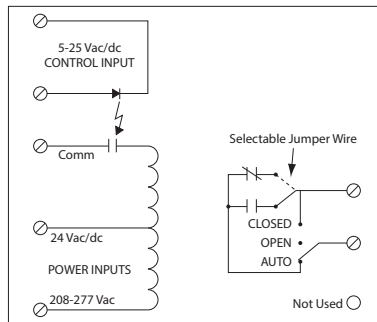 5-25 Vac/dc
CONTROL INPUT
Comm
24 Vac/dc
POWER INPUTS
208-277 Vac
Selectable Jumper Wire
CLOSED
OPEN
AUTO
Not Used